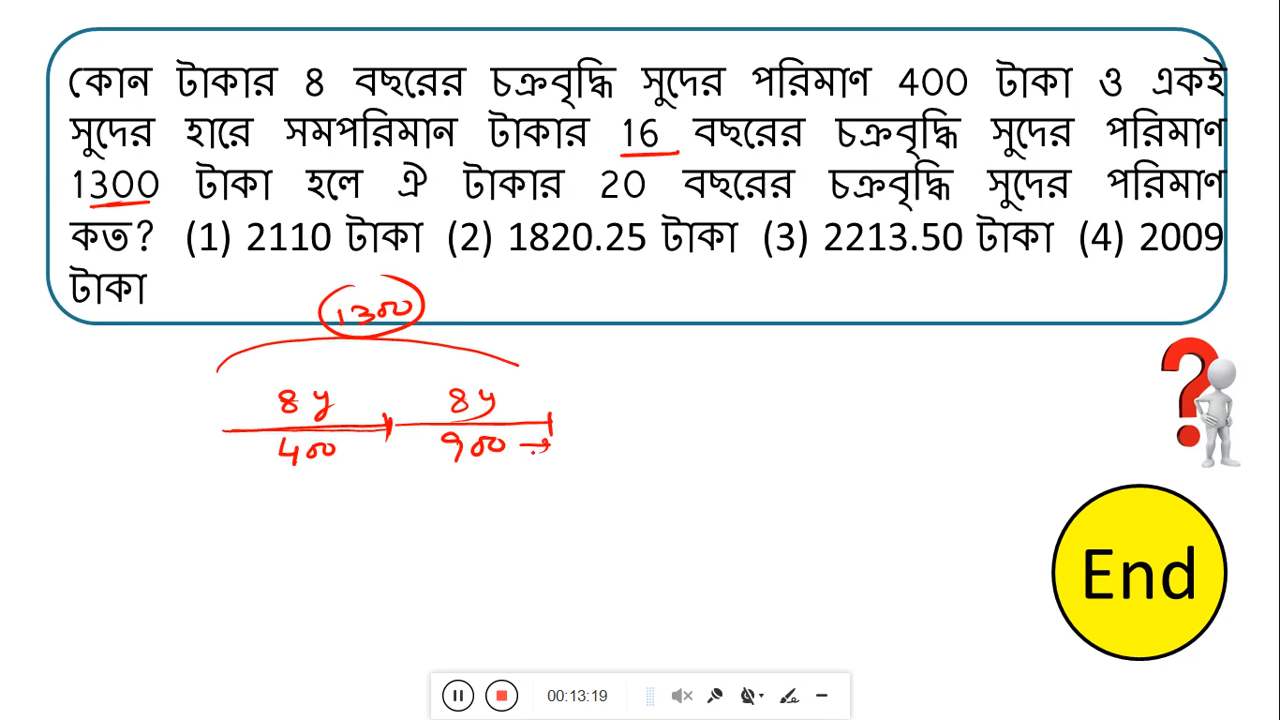 কোন টাকার 8 বছরের চক্রবৃদ্ধি সুদের পরিমাণ 400 টাকা ও একই
সুদের হারে সমপরিমান টাকার 16 বছরের চক্রবৃদ্ধি সুদের পরিমাণ
1300 টাকা হলে ঐ টাকার 20 বছরের চক্রবৃদ্ধি সুদের পরিমাণ
কত? (1) 2110 টাকা (2) 1820.25 টাকা (3) 2213.50 টাকা (4) 2009
টাকা
1300
8 y 8 y
400 900 →
?
End
00:13:19